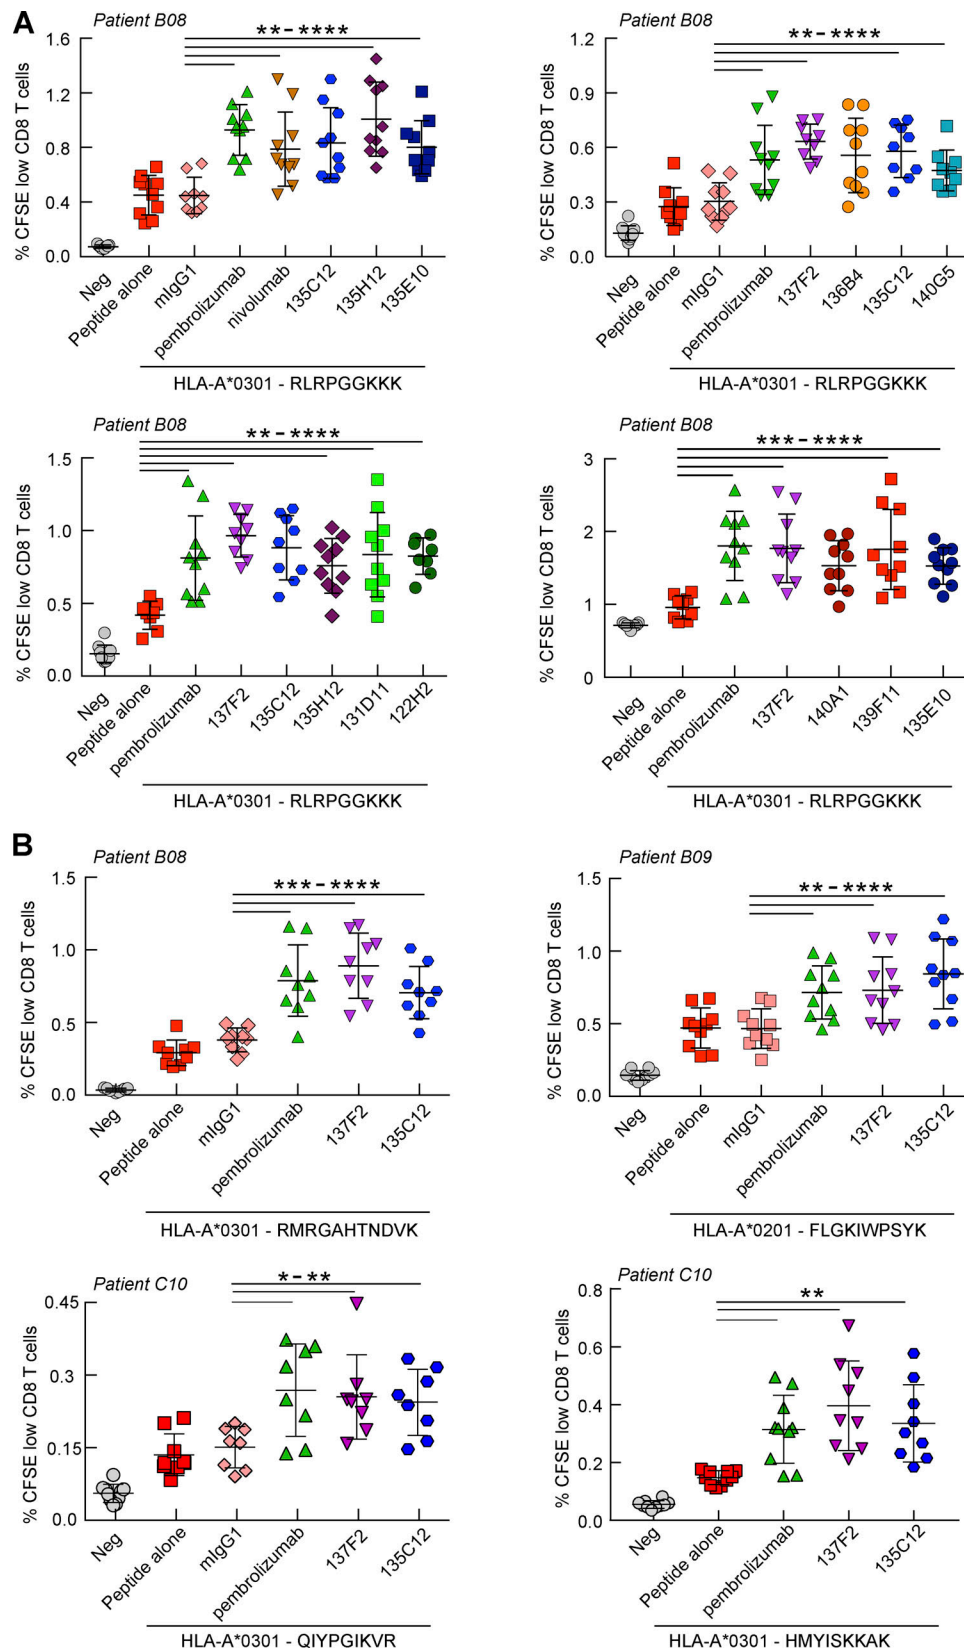 A
Patient B08
% CFSE low CD8 T cells
1.6
1.2
0.8
0.4
0.0
**-****
Neg
Peptide alone
mIgG1
pembrolizumab
nivolumab
135C12
135H12
135E10
HLA-A*0301 - RLRPGGKKK
Patient B08
% CFSE low CD8 T cells
1.2
0.9
0.6
0.3
0.0
**-****
Neg
Peptide alone
mIgG1
pembrolizumab
137F2
136B4
135C12
140G5
HLA-A*0301 - RLRPGGKKK
Patient B08
% CFSE low CD8 T cells
1.5
1.0
0.5
0.0
**-****
Neg
Peptide alone
pembrolizumab
137F2
135C12
135H12
131D11
122H2
HLA-A*0301 - RLRPGGKKK
Patient B08
% CFSE low CD8 T cells
3
2
1
0
***-****
Neg
Peptide alone
pembrolizumab
137F2
140A1
139F11
135E10
HLA-A*0301 - RLRPGGKKK
B
Patient B08
% CFSE low CD8 T cells
1.5
1.0
0.5
0.0
***-****
Neg
Peptide alone
mIgG1
pembrolizumab
137F2
135C12
HLA-A*0301 - RMRGAHTNDVK
Patient B09
% CFSE low CD8 T cells
1.5
1.0
0.5
0.0
**-****
Neg
Peptide alone
mIgG1
pembrolizumab
137F2
135C12
HLA-A*0201 - FLGKIWPSYK
Patient C10
% CFSE low CD8 T cells
0.45
0.3
0.15
0.0
*-**
Neg
Peptide alone
mIgG1
pembrolizumab
137F2
135C12
HLA-A*0301 - QIYPGIKVR
Patient C10
% CFSE low CD8 T cells
0.8
0.6
0.4
0.2
0.0
**
Neg
Peptide alone
pembrolizumab
137F2
135C12
HLA-A*0301 - HMYISKKAK